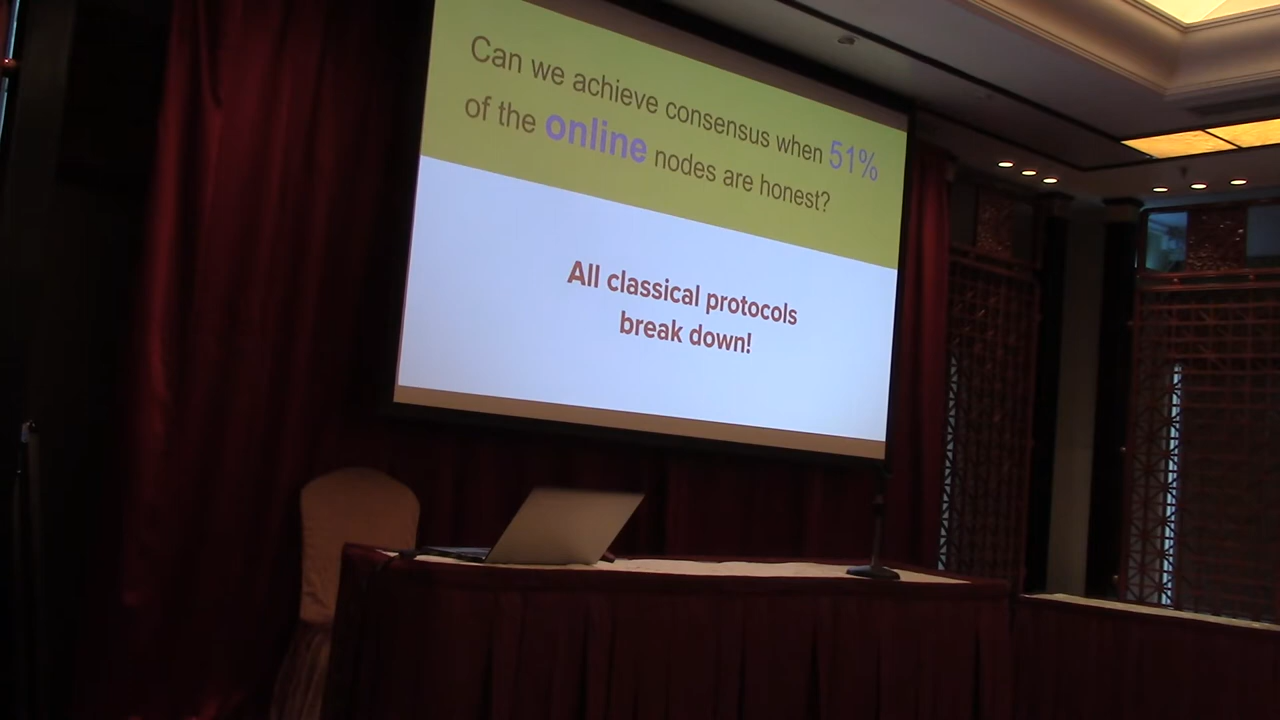 Can we achieve consensus when 51%
of the online nodes are honest?
All classical protocols
break down!